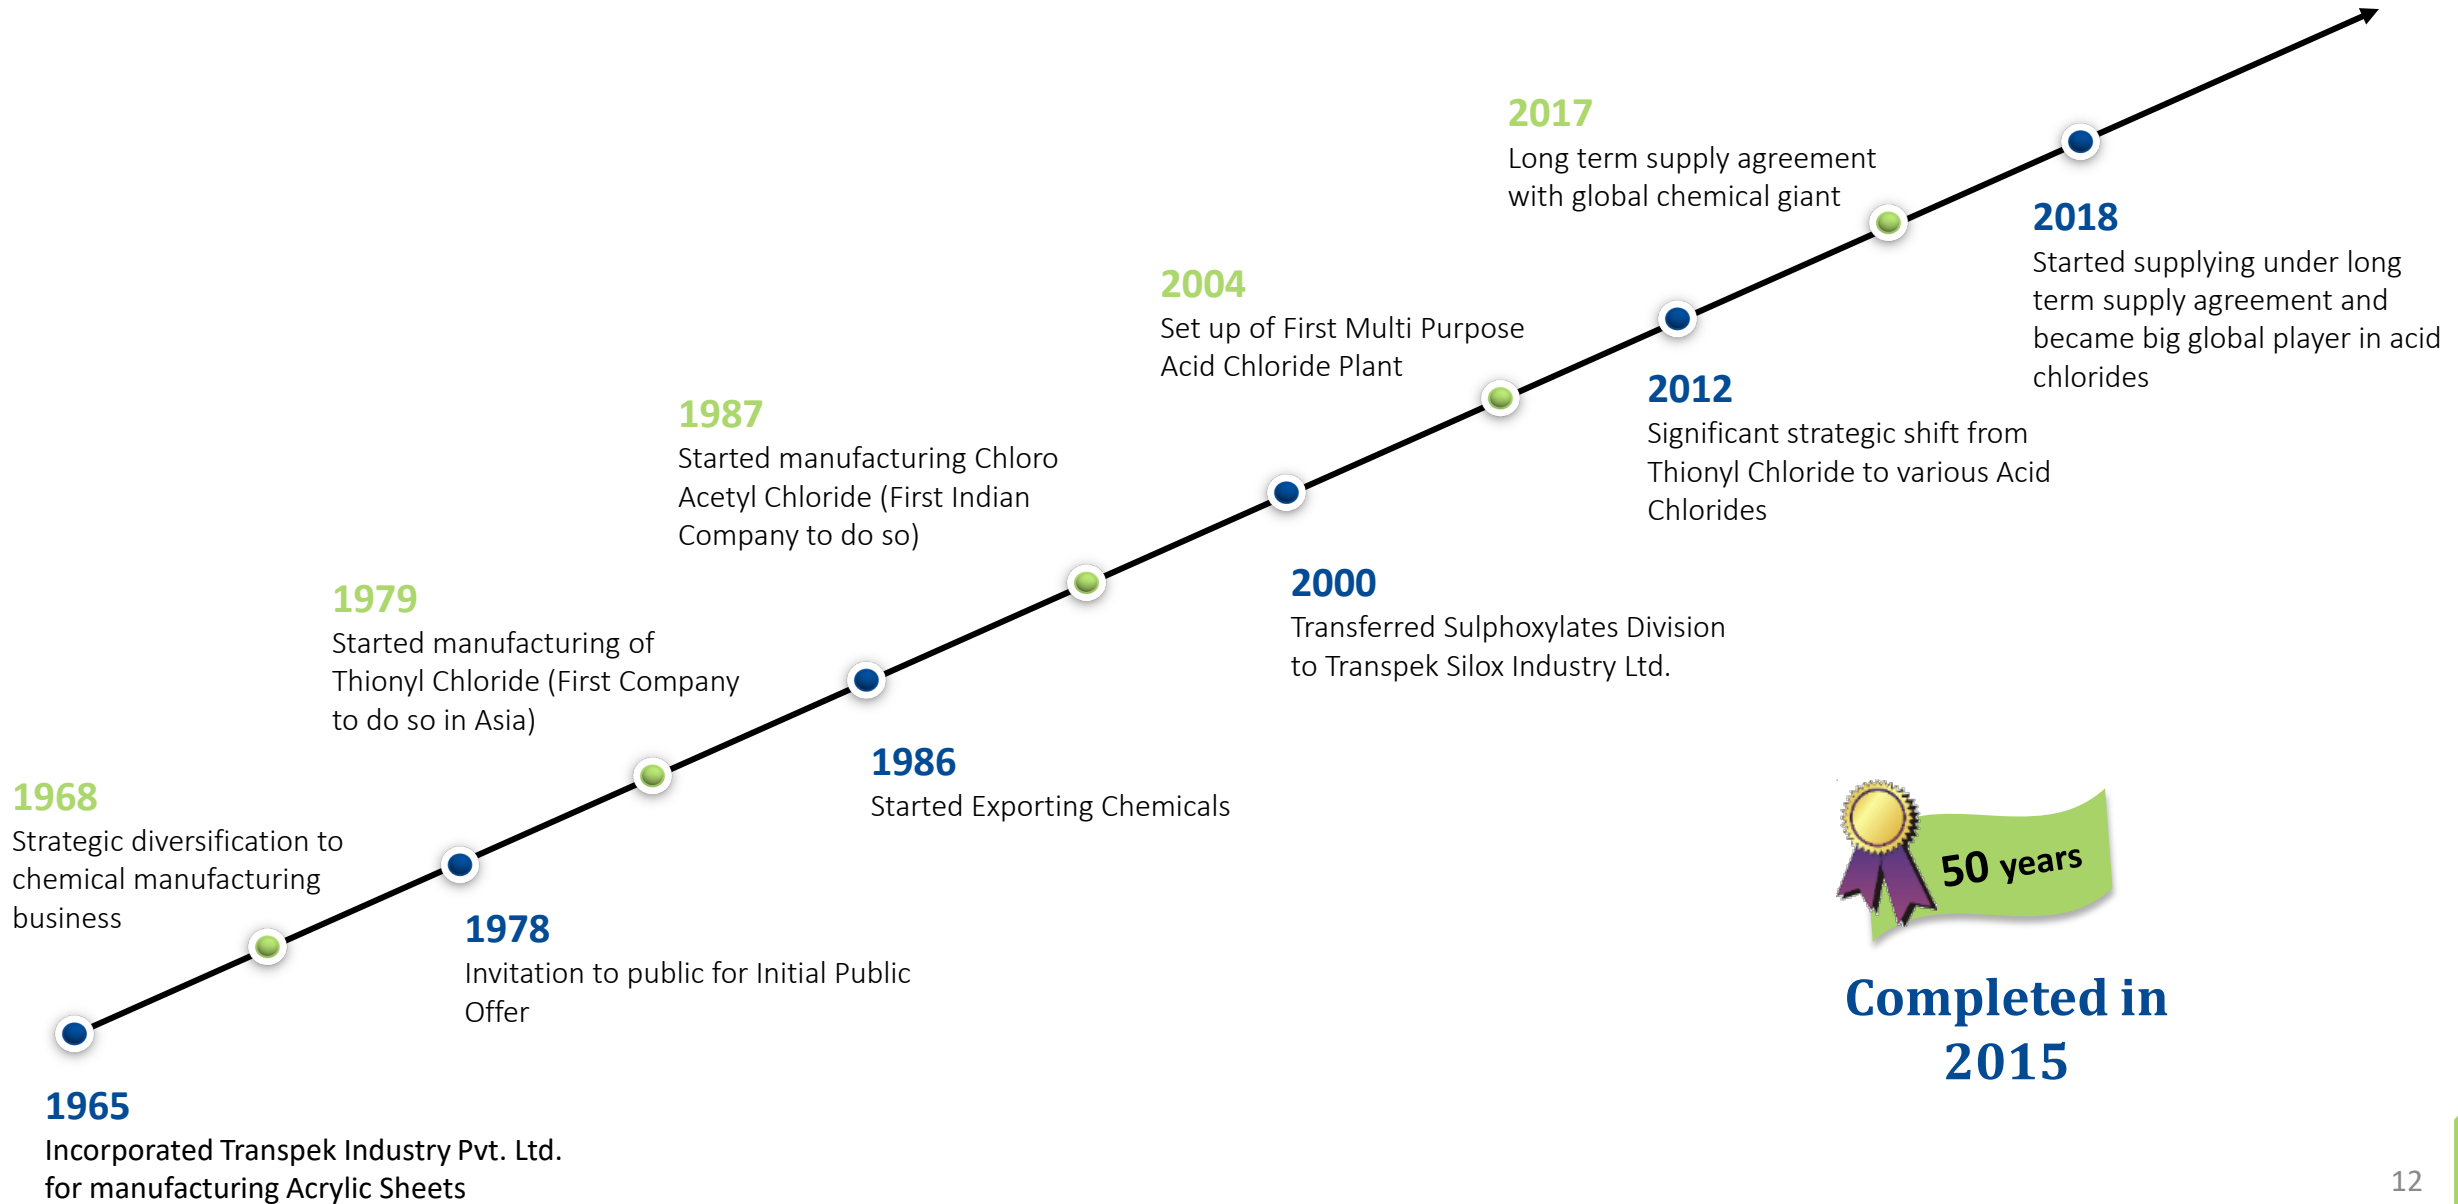 2017
Long term supply agreement
with global chemical giant
2018
Started supplying under long
term supply agreement and
became big global player in acid
chlorides
2004
Set up of First Multi Purpose
Acid Chloride Plant
2012
Significant strategic shift from
Thionyl Chloride to various Acid
Chlorides
1987
Started manufacturing Chloro
Acetyl Chloride (First Indian
Company to do so)
2000
Transferred Sulphoxylates Division
to Transpek Silox Industry Ltd.
1979
Started manufacturing of
Thionyl Chloride (First Company
to do so in Asia)
1986
Started Exporting Chemicals
1968
Strategic diversification to
chemical manufacturing
business
1978
Invitation to public for Initial Public
Offer
50 years
Completed in
2015
1965
Incorporated Transpek Industry Pvt. Ltd.
for manufacturing Acrylic Sheets
12